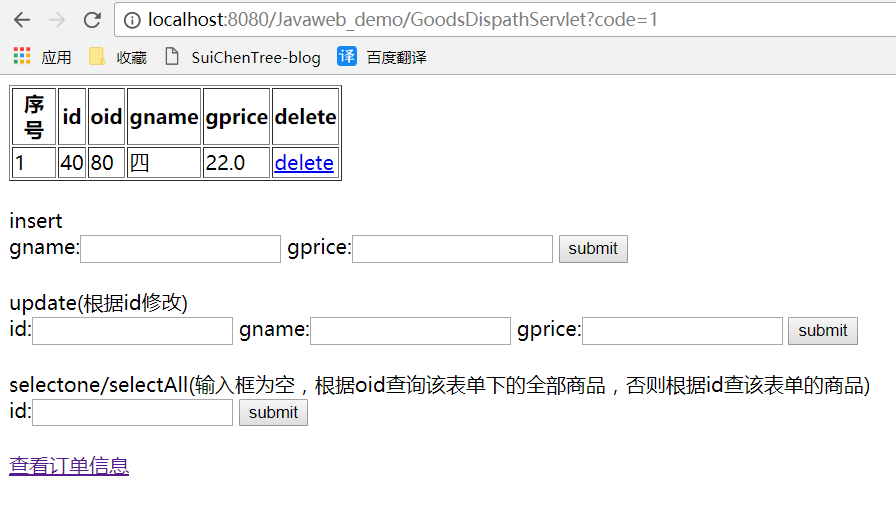 localhost:8080/Javaweb_demo/GoodsDispathServlet?code=1
应用 收藏 SuiChenTree-blog 译 百度翻译
序号 id oid gname gprice delete
1 40 80 四 22.0 delete
insert
gname: gprice: submit
update(根据id修改)
id: gname: gprice: submit
selectone/selectAll(输入框为空，根据oid查询该表单下的全部商品，否则根据id查该表单的商品)
id: submit
查看订单信息